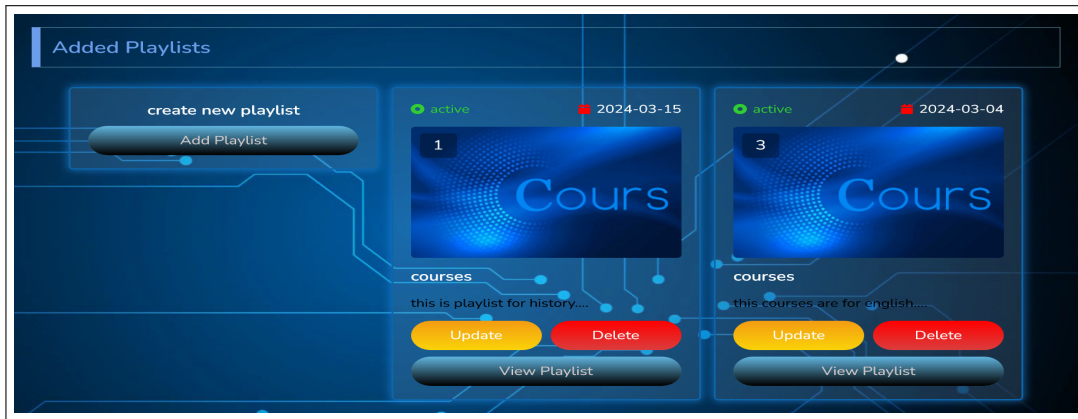 Added Playlists
create new playlist
Add Playlist
active 2024-03-15
1
Cours
courses
this is playlist for history....
Update Delete
View Playlist
active 2024-03-04
3
Cours
courses
this courses are for english....
Update Delete
View Playlist